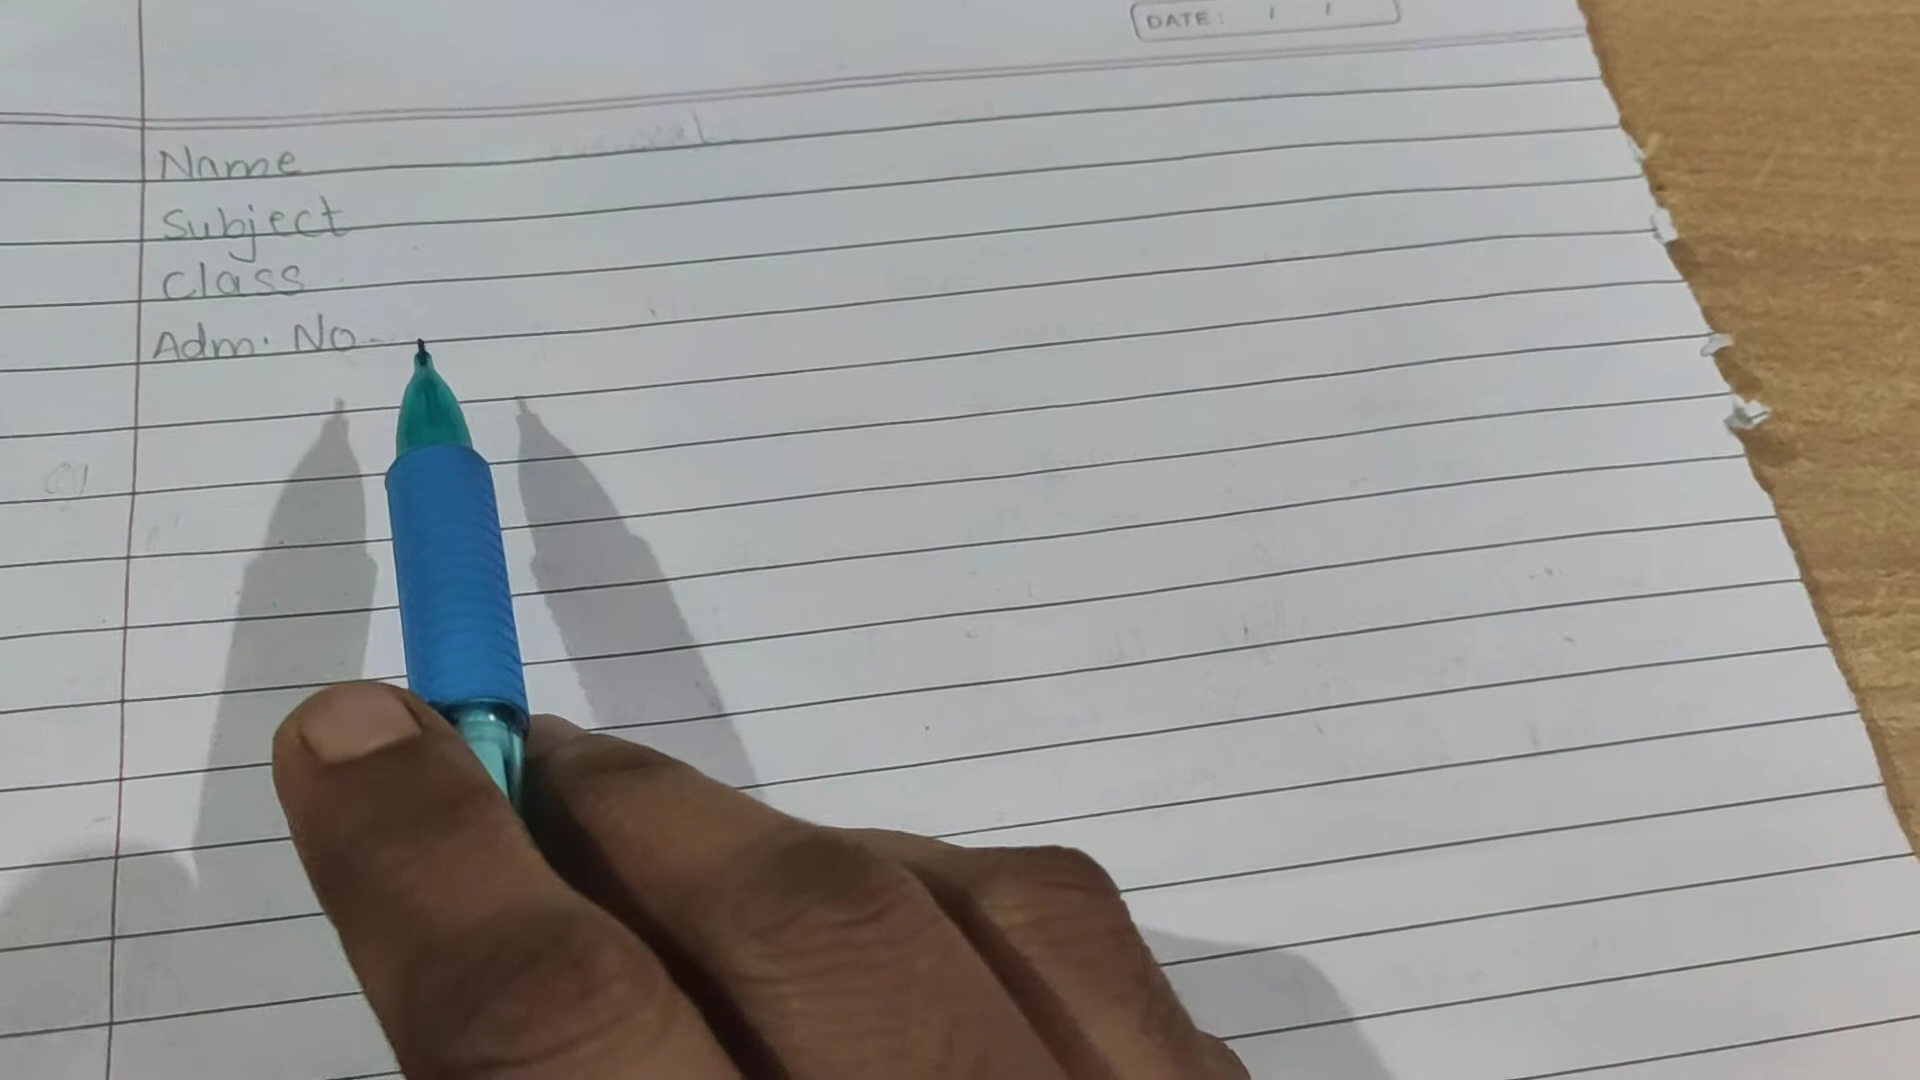 DATE: / /
Name
Subject
Class
Adm. No.